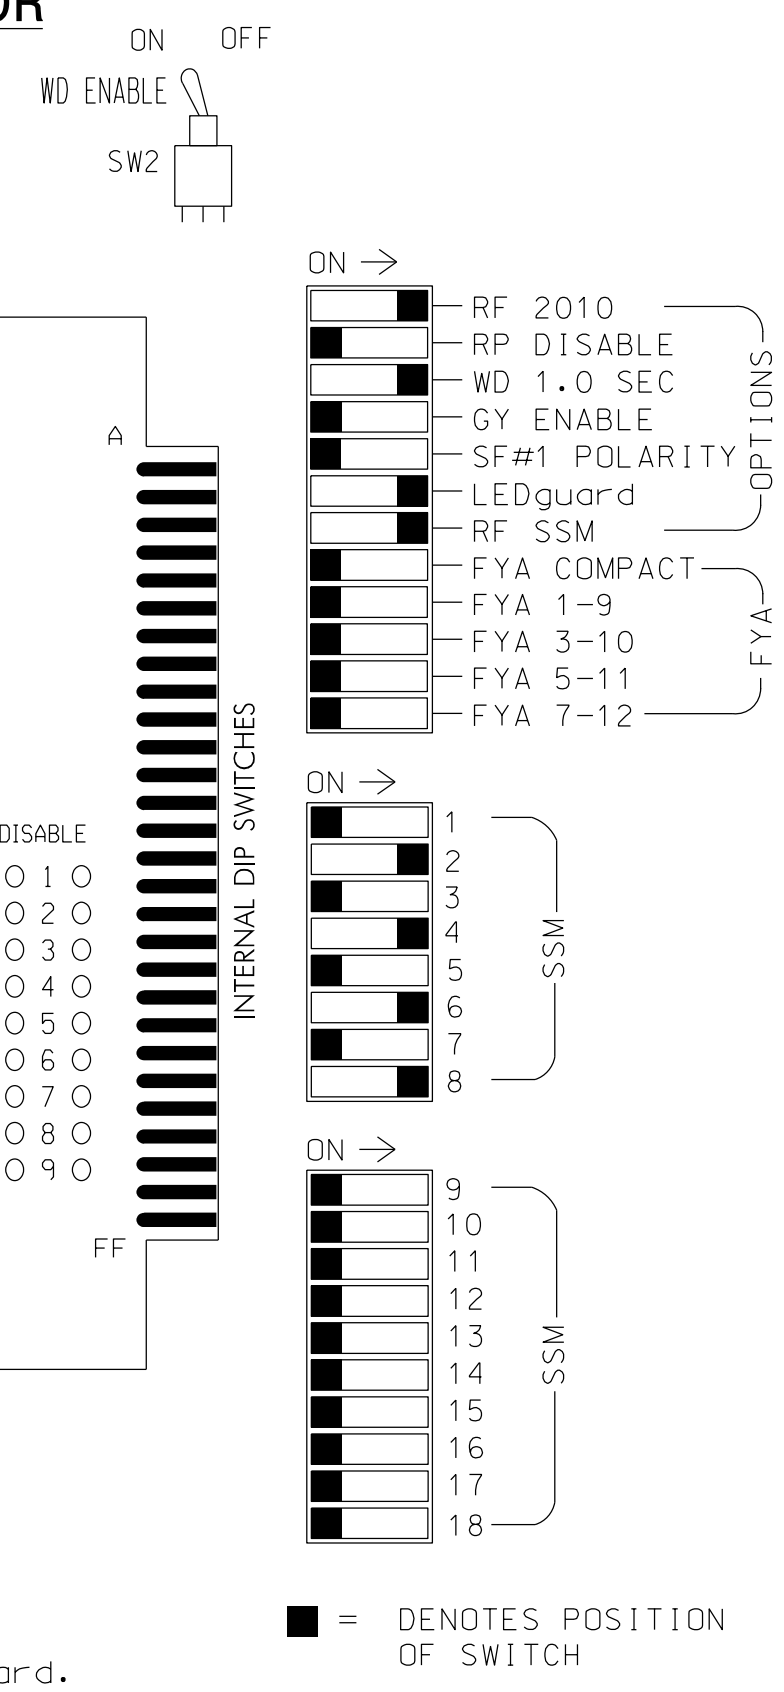 OR
ON OFF
WD ENABLE
SW2
ON
RF 2010
RP DISABLE
WD 1.0 SEC
GY ENABLE
SF#1 POLARITY
LEDguard
RF SSM
OPTIONS
FYA COMPACT
FYA 1-9
FYA 3-10
FYA 5-11
FYA 7-12
FYA
A
FF
INTERNAL DIP SWITCHES
DISABLE
1
2
3
4
5
6
7
8
9
ON
1
2
3
4
5
6
7
8
SSM
ON
9
10
11
12
13
14
15
16
17
18
SSM
= DENOTES POSITION
OF SWITCH
ard.